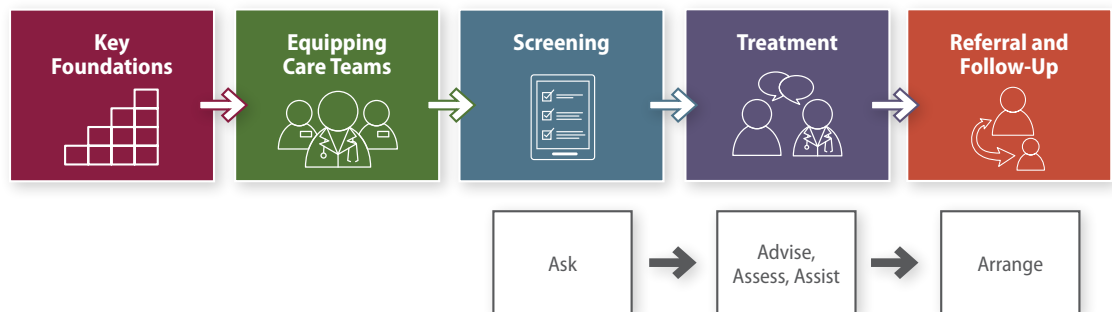 Key
Foundations
Equipping
Care Teams
Screening
Treatment
Referral and
Follow-Up
Ask
Advise,
Assess, Assist
Arrange